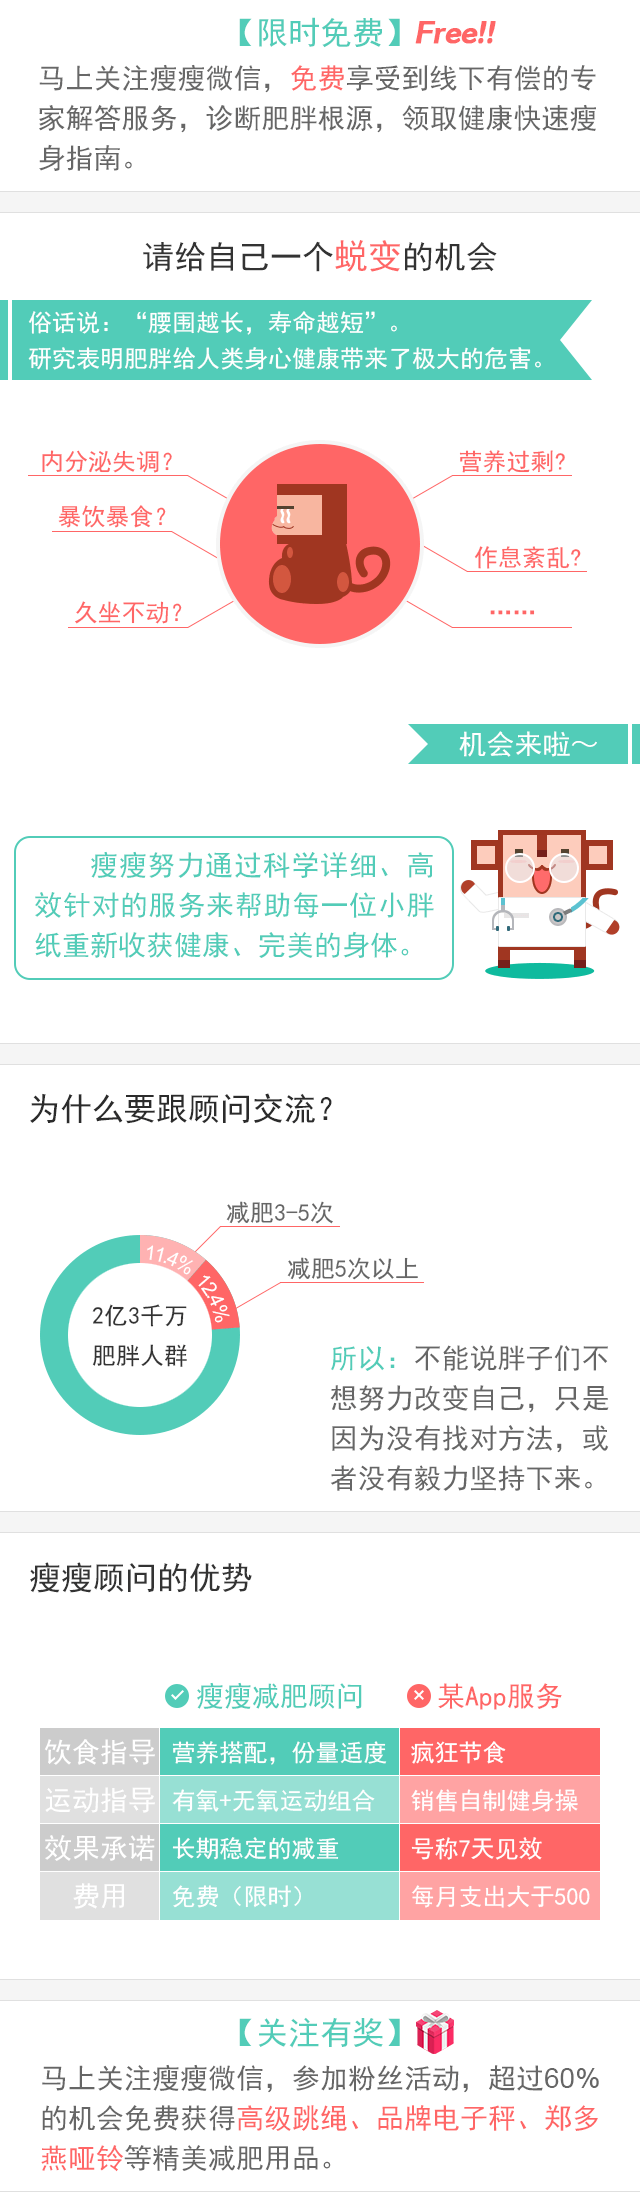 【限时免费】Free!!
马上关注瘦瘦微信，免费享受到线下有偿的专
家解答服务，诊断肥胖根源，领取健康快速瘦
身指南。
请给自己一个蜕变的机会
俗话说：“腰围越长，寿命越短”。
研究表明肥胖给人类身心健康带来了极大的危害。
内分泌失调？
营养过剩？
暴饮暴食？
作息紊乱？
久坐不动？
……
机会来啦～
瘦瘦努力通过科学详细、高
效针对的服务来帮助每一位小胖
纸重新收获健康、完美的身体。
为什么要跟顾问交流？
减肥3-5次
11.4%
减肥5次以上
12.4%
2亿3千万
肥胖人群
所以：不能说胖子们不
想努力改变自己，只是
因为没有找对方法，或
者没有毅力坚持下来。
瘦瘦顾问的优势
瘦瘦减肥顾问 某App服务
饮食指导 营养搭配，份量适度 疯狂节食
运动指导 有氧+无氧运动组合 销售自制健身操
效果承诺 长期稳定的减重 号称7天见效
费用 免费（限时） 每月支出大于500
【关注有奖】
马上关注瘦瘦微信，参加粉丝活动，超过60%
的机会免费获得高级跳绳、品牌电子秤、郑多
燕哑铃等精美减肥用品。